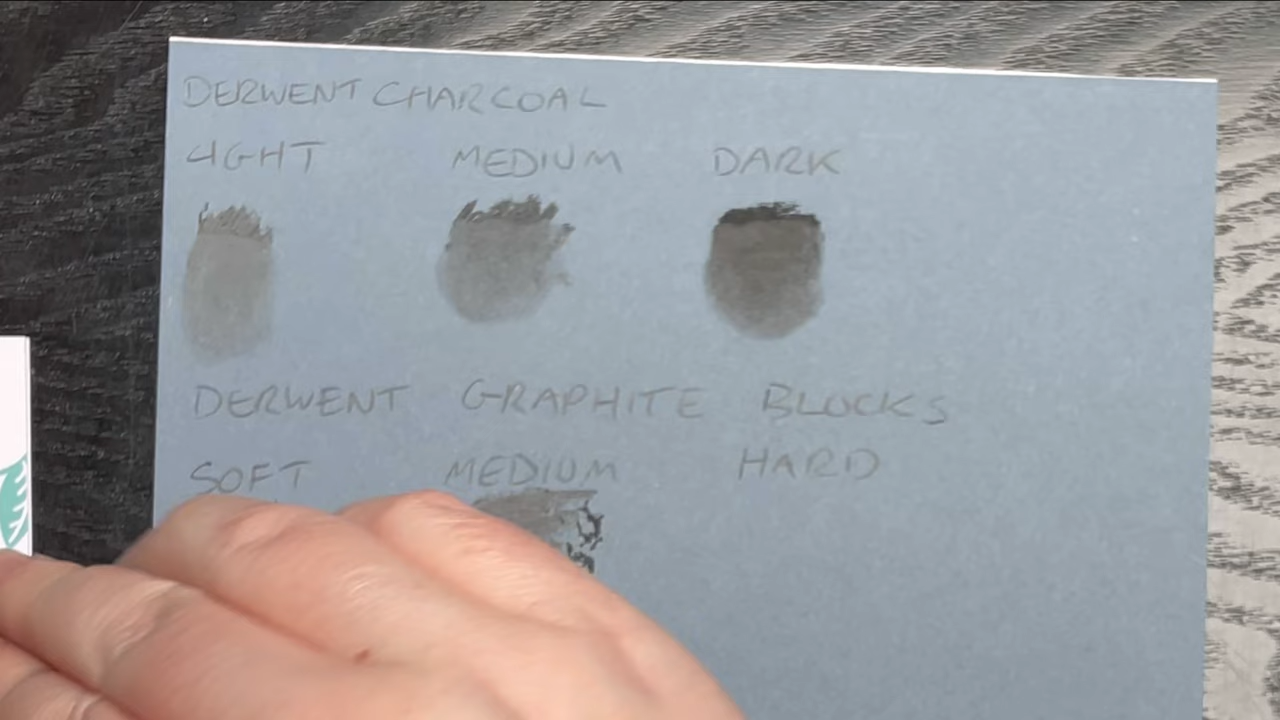 DERWENT CHARCOAL
LIGHT MEDIUM DARK
DERWENT GRAPHITE BLOCKS
SOFT MEDIUM HARD